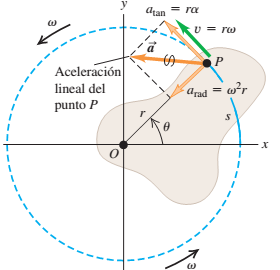 y
ω
a_tan = rα
v = rω
Aceleración
lineal del
punto P
a⃗
P
a_rad = ω²r
r
s
θ
O
x
ω